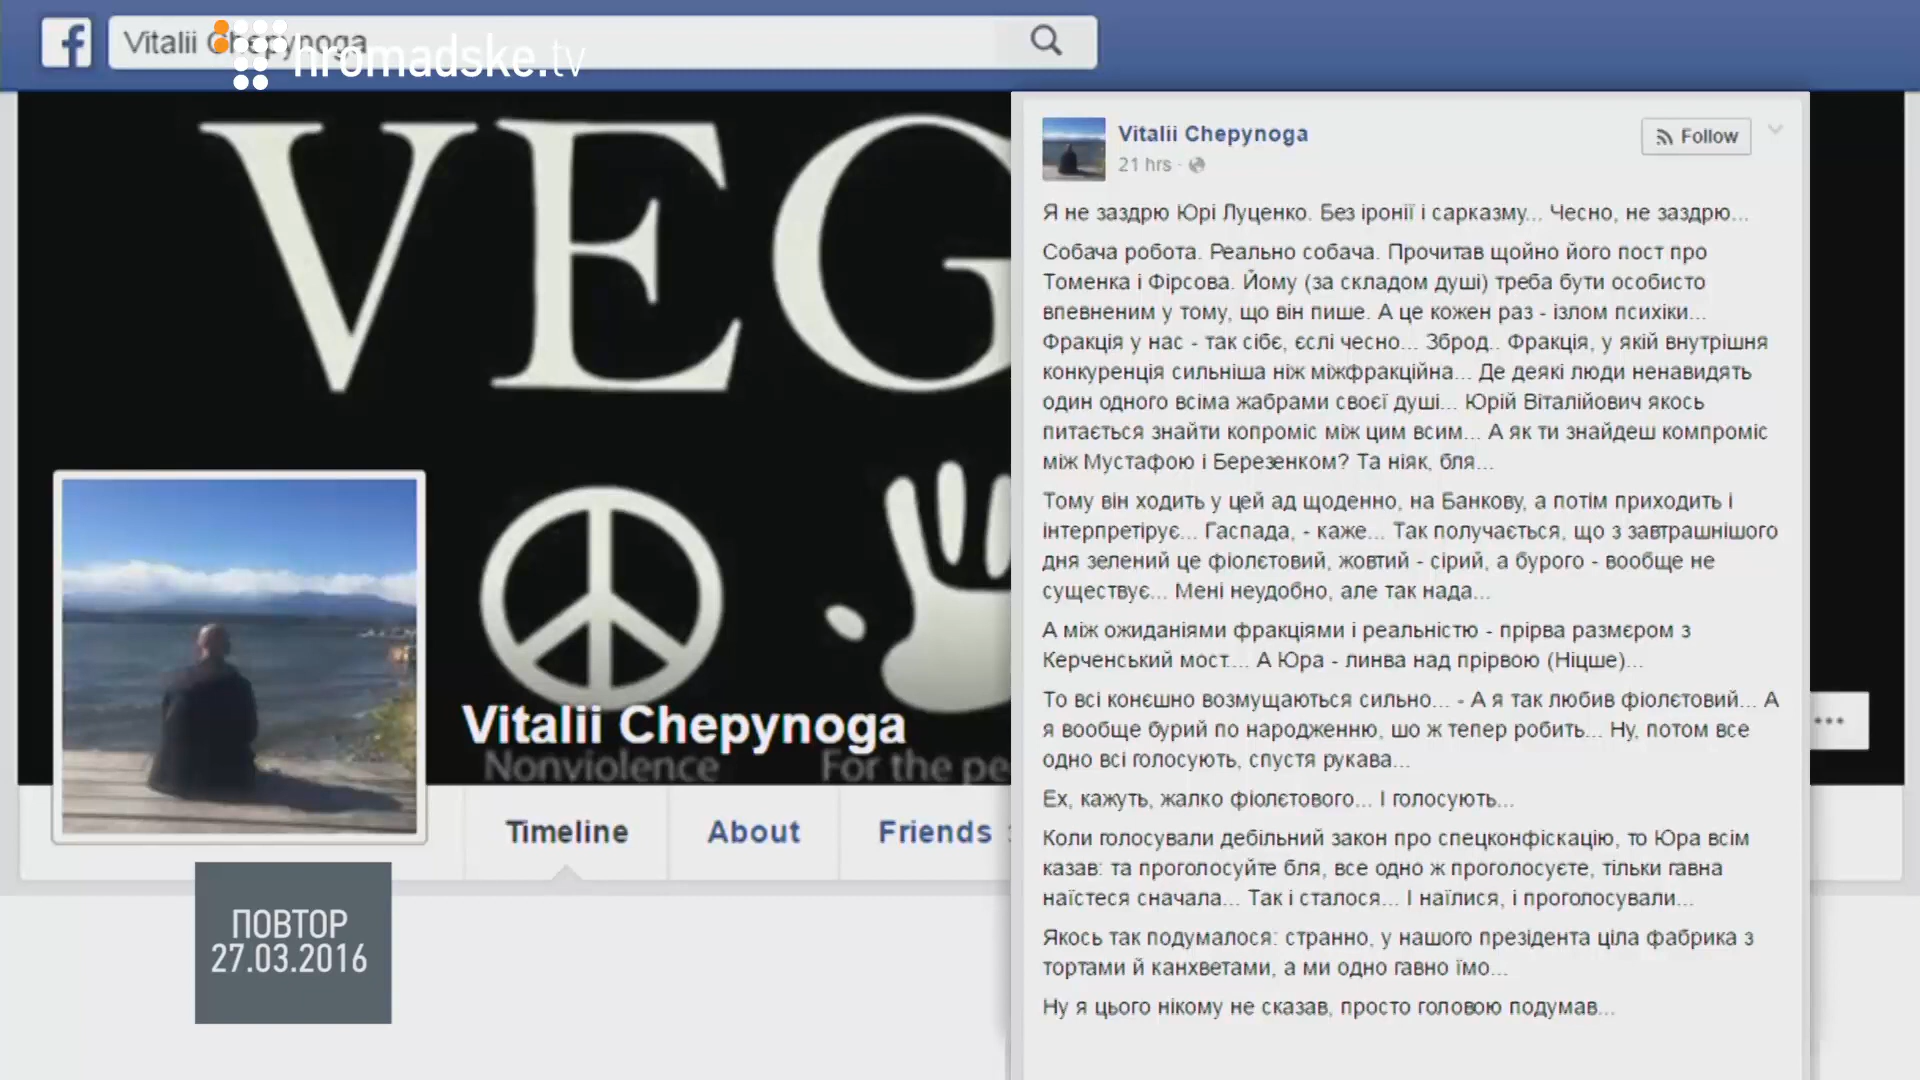 Vitalii Chepynoga
hromadske.tv
VEG
Vitalii Chepynoga
Nonviolence
For the pe
Timeline
About
Friends
ПОВТОР
27.03.2016
Vitalii Chepynoga
Follow
21 hrs
Я не заздрю Юрі Луценко. Без іронії і сарказму... Чесно, не заздрю...
Собача робота. Реально собача. Прочитав щойно його пост про
Томенка і Фірсова. Йому (за складом душі) треба бути особисто
впевненим у тому, що він пише. А це кожен раз - ізлом психіки...
Фракція у нас - так сібє, єслі чесно... Зброд.. Фракція, у якій внутрішня
конкуренція сильніша ніж міжфракційна... Де деякі люди ненавидять
один одного всіма жабрами своєї душі... Юрій Віталійович якось
питається знайти копроміс між цим всим... А як ти знайдеш компроміс
між Мустафою і Березенком? Та ніяк, бля...
Тому він ходить у цей ад щоденно, на Банкову, а потім приходить і
інтерпретірує... Гаспада, - каже... Так получається, що з завтрашнішого
дня зелений це фіолєтовий, жовтий - сірий, а бурого - вообще не
существує... Мені неудобно, але так нада...
А між ожиданіями фракціями і реальністю - прірва размєром з
Керченський мост.... А Юра - линва над прірвою (Ніцше)...
То всі конєшно возмущаються сильно... - А я так любив фіолєтовий... А
я вообще бурий по народженню, шо ж тепер робить... Ну, потом все
одно всі голосують, спустя рукава...
Ех, кажуть, жалко фіолєтового... І голосують...
Коли голосували дебільний закон про спецконфіскацію, то Юра всім
казав: та проголосуйте бля, все одно ж проголосуєте, тільки гавна
наїстеся сначала... Так і сталося... І наїлися, і проголосували...
Якось так подумалося: странно, у нашого презідента ціла фабрика з
тортами й канхветами, а ми одно гавно їмо...
Ну я цього нікому не сказав, просто головою подумав...